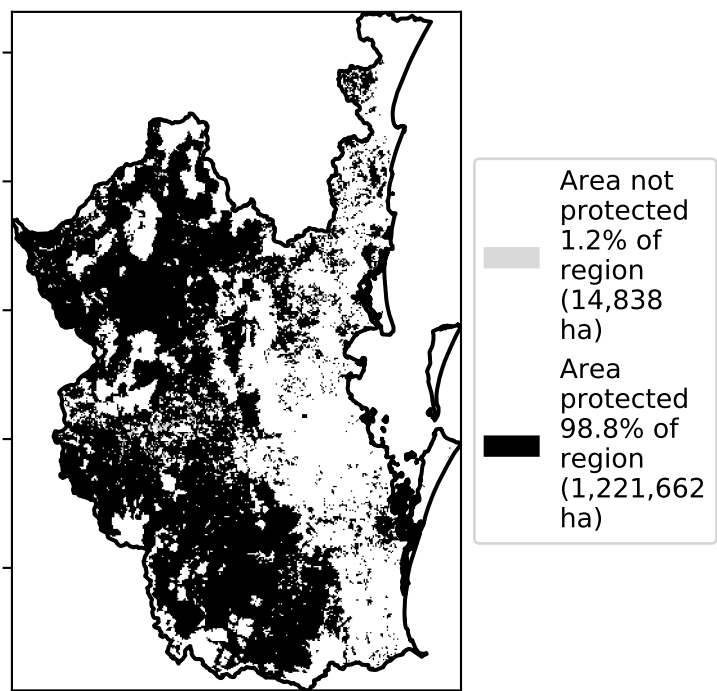 Area not
protected
1.2% of
region
(14,838
ha)
Area
protected
98.8% of
region
(1,221,662
ha)